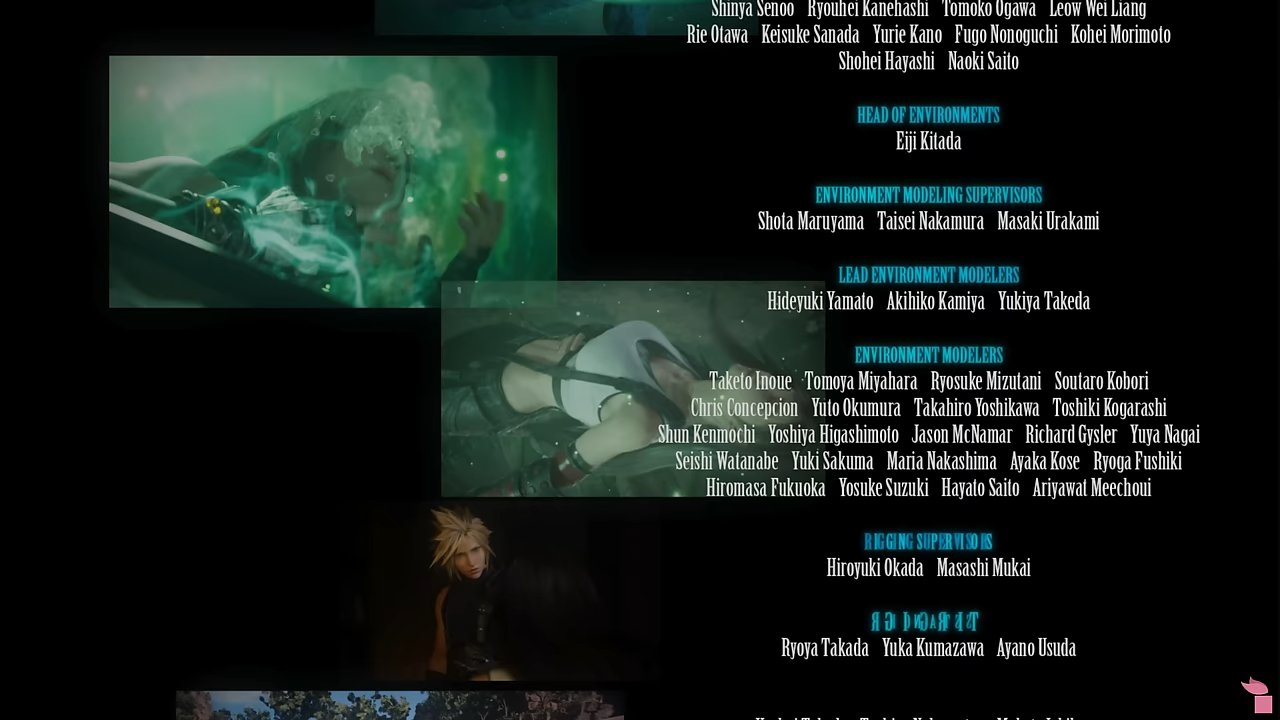 Shinya Senoo Ryouhei Kanehashi Tomoko Ogawa Leow Wei Liang
Rie Otawa Keisuke Sanada Yurie Kano Fugo Nonoguchi Kohei Morimoto
Shohei Hayashi Naoki Saito
HEAD OF ENVIRONMENTS
Eiji Kitada
ENVIRONMENT MODELING SUPERVISORS
Shota Maruyama Taisei Nakamura Masaki Urakami
LEAD ENVIRONMENT MODELERS
Hideyuki Yamato Akihiko Kamiya Yukiya Takeda
ENVIRONMENT MODELERS
Taketo Inoue Tomoya Miyahara Ryosuke Mizutani Soutaro Kobori
Chris Concepcion Yuto Okumura Takahiro Yoshikawa Toshiki Kogarashi
Shun Kenmochi Yoshiya Higashimoto Jason McNamar Richard Gysler Yuya Nagai
Seishi Watanabe Yuki Sakuma Maria Nakashima Ayaka Kose Ryoga Fushiki
Hiromasa Fukuoka Yosuke Suzuki Hayato Saito Ariyawat Meechoui
RIGGING SUPERVISORS
Hiroyuki Okada Masashi Mukai
Ryoya Takada Yuka Kumazawa Ayano Usuda